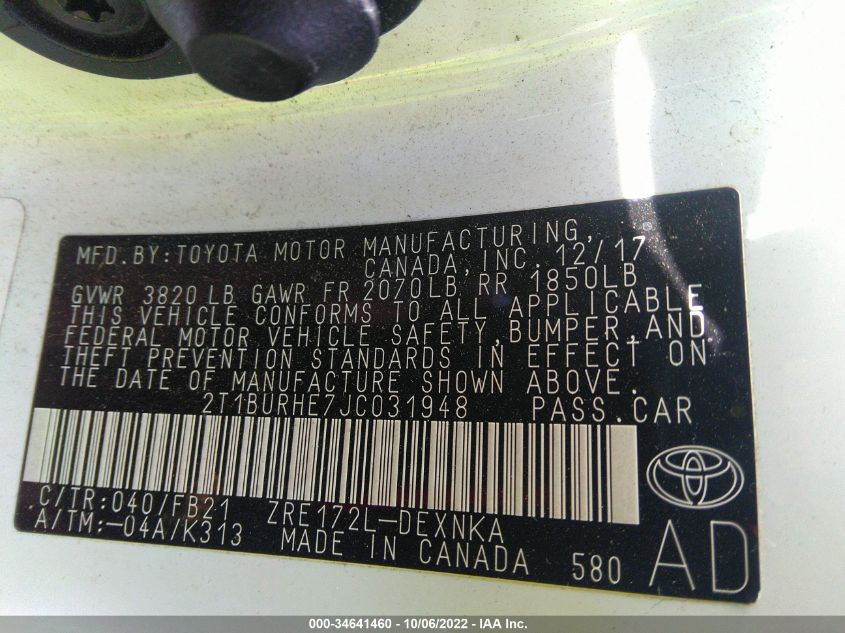 MFD.BY:TOYOTA MOTOR MANUFACTURING,
CANADA, INC. 12/17
GVWR 3820 LB GAWR FR 2070LB RR 1850LB
THIS VEHICLE CONFORMS TO ALL APPLICABLE
FEDERAL MOTOR VEHICLE SAFETY, BUMPER, AND
THEFT PREVENTION STANDARDS IN EFFECT ON
THE DATE OF MANUFACTURE SHOWN ABOVE.
2T1BURHE7JC031948 PASS.CAR
C/TR:040/FB21 ZRE172L-DEXNKA
A/TM:-04A/K313 MADE IN CANADA 580 AD
000-34641460 - 10/06/2022 - IAA Inc.